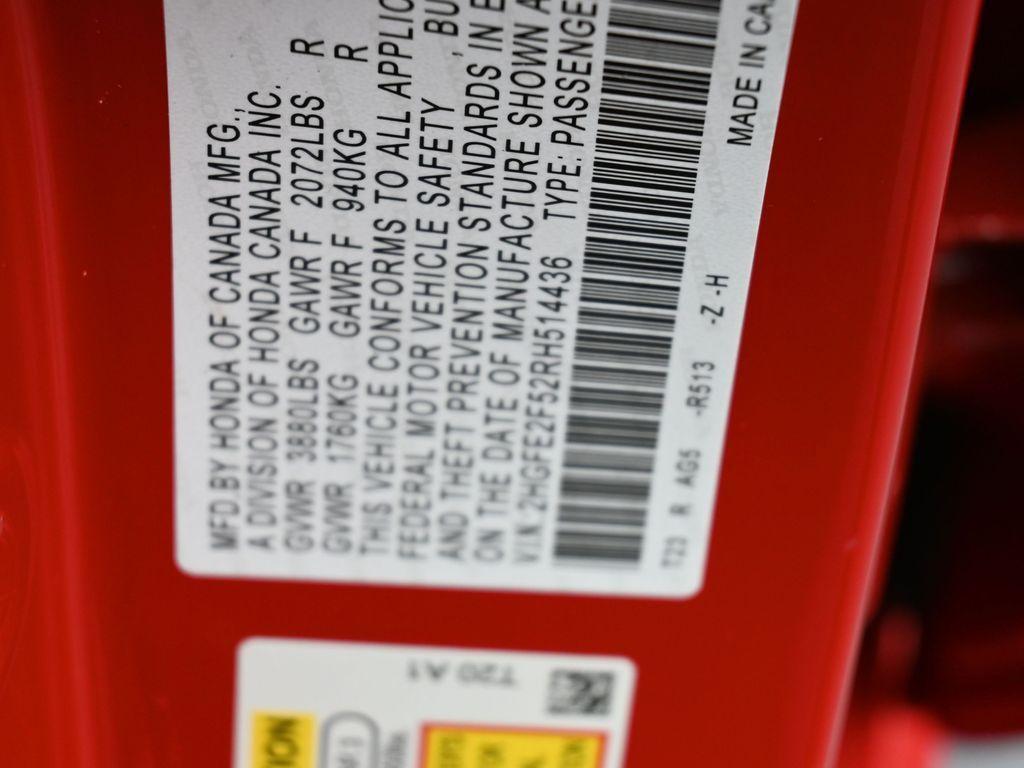 MFD BY HONDA OF CANADA MFG.,
A DIVISION OF HONDA CANADA INC.
GVWR 3880LBS GAWR F 2072LBS R
GVWR 1760KG GAWR F 940KG R
THIS VEHICLE CONFORMS TO ALL APPLIC
FEDERAL MOTOR VEHICLE SAFETY , BU
AND THEFT PREVENTION STANDARDS IN E
ON THE DATE OF MANUFACTURE SHOWN A
V.I.N. 2HGFE2F52RH514436 TYPE: PASSENGE
T23 R AG5 -R513 -Z -H
MADE IN CA
T20 A1